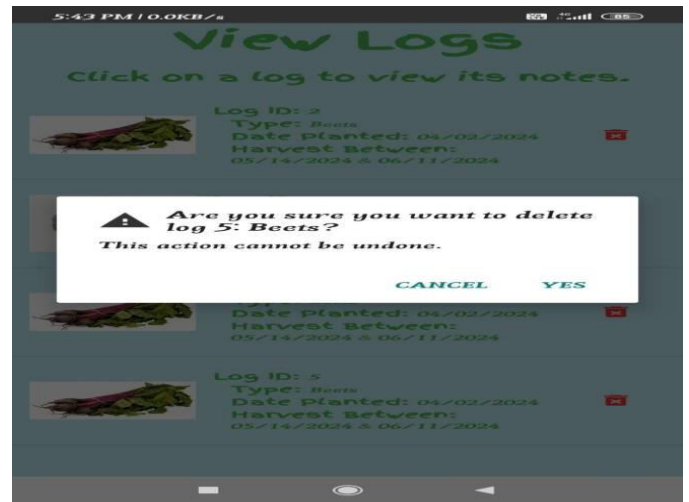 5:43 PM | 0.0KB/s
4G
85
View Logs
Click on a log to view its notes.
Log ID: 2
Type: Beets
Date Planted: 04/02/2024
Harvest Between:
05/14/2024 & 06/11/2024
Are you sure you want to delete
log 5: Beets?
This action cannot be undone.
CANCEL YES
Date Planted: 04/02/2024
Harvest Between:
05/14/2024 & 06/11/2024
Log ID: 5
Type: Beets
Date Planted: 04/02/2024
Harvest Between:
05/14/2024 & 06/11/2024